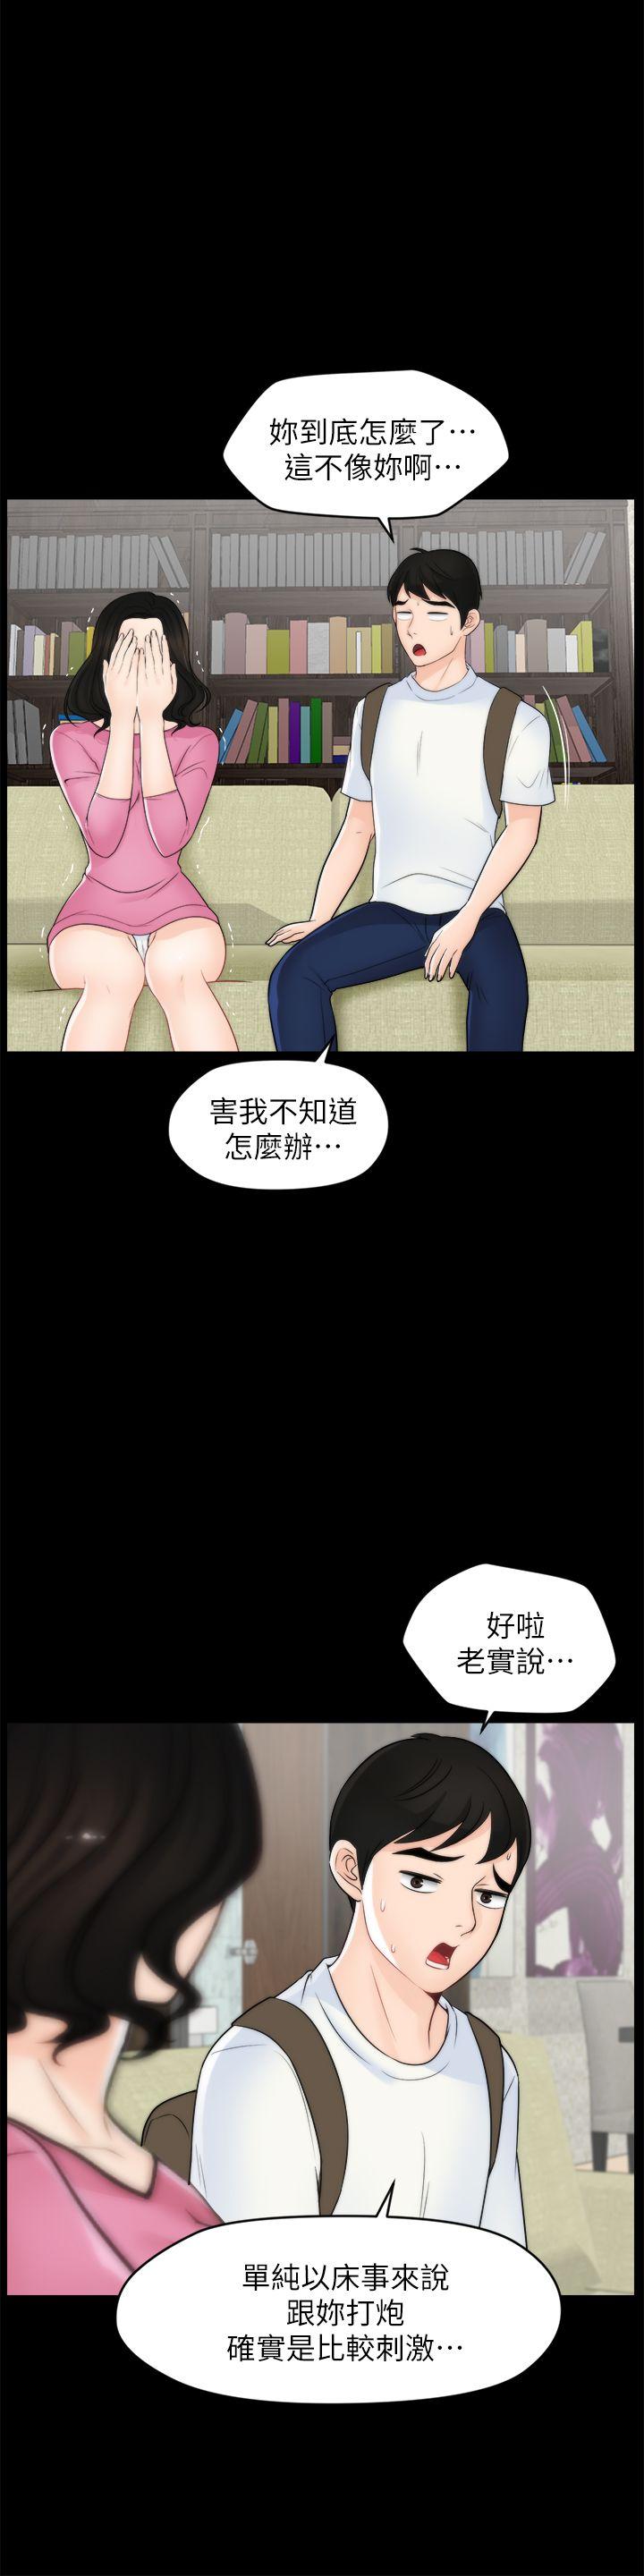 妳到底怎麼了⋯
這不像妳啊⋯
害我不知道
怎麼辦⋯
好啦
老實說⋯
單純以床事來說
跟妳打炮
確實是比較刺激⋯